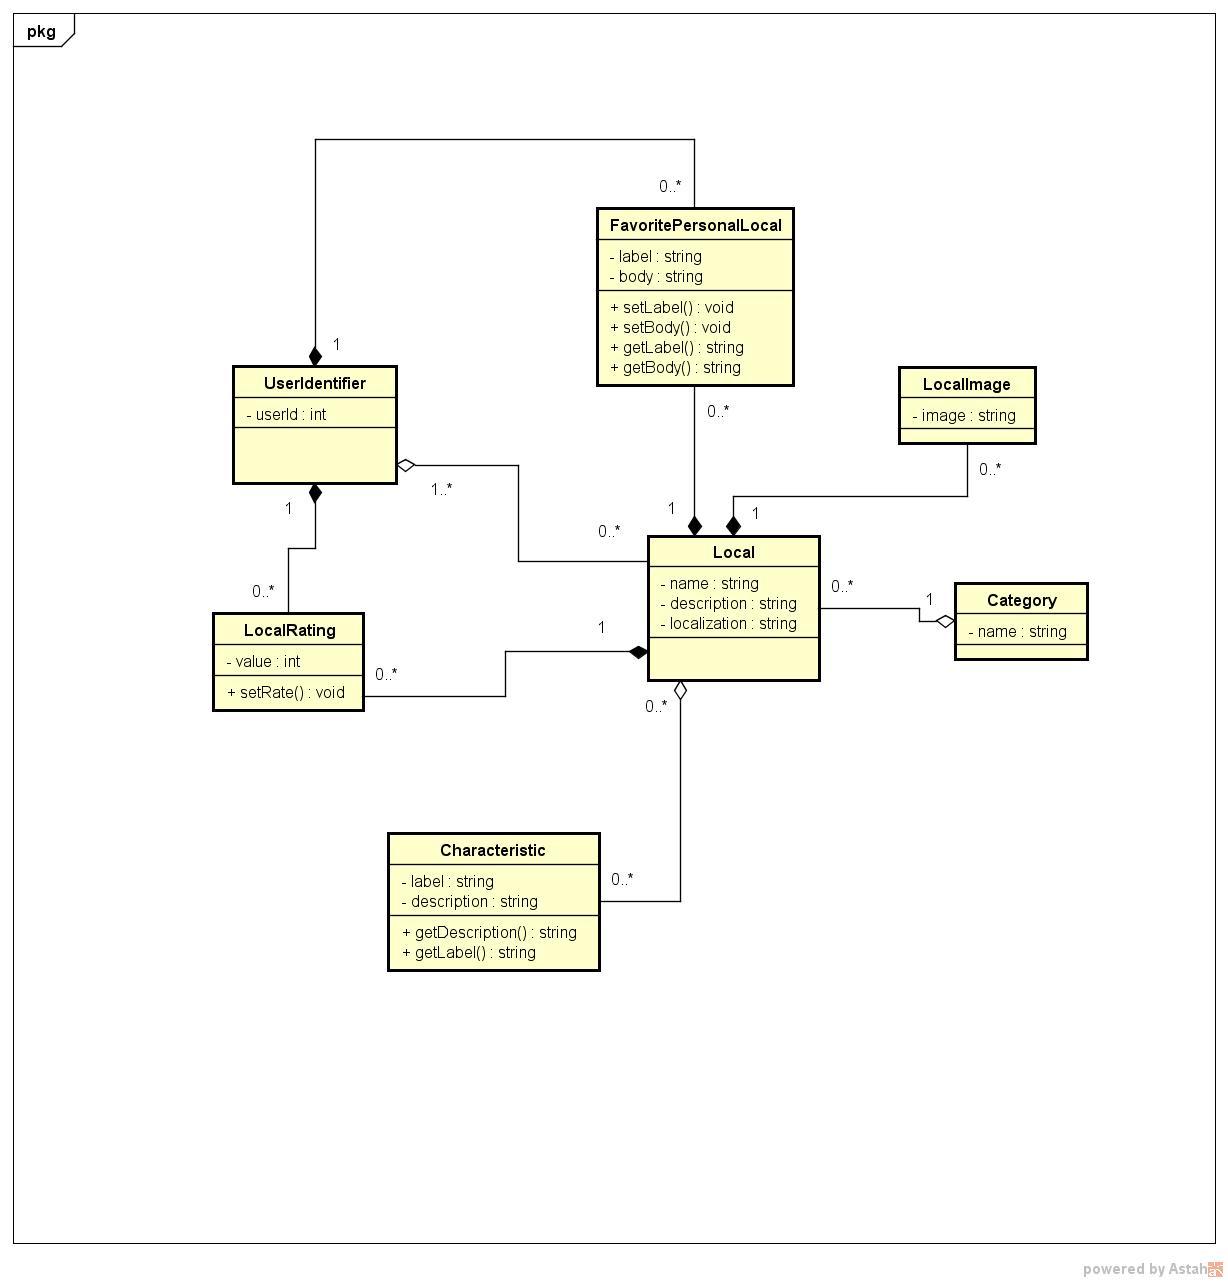 pkg
0..*
FavoritePersonalLocal
- label : string
- body : string
+ setLabel() : void
+ setBody() : void
+ getLabel() : string
+ getBody() : string
1
UserIdentifier
- userId : int
LocalImage
- image : string
0..*
0..*
1..*
1
1
1
0..*
Local
- name : string
- description : string
- localization : string
0..*
1
Category
- name : string
0..*
LocalRating
- value : int
+ setRate() : void
1
0..*
0..*
Characteristic
- label : string
- description : string
+ getDescription() : string
+ getLabel() : string
0..*
powered by Astah